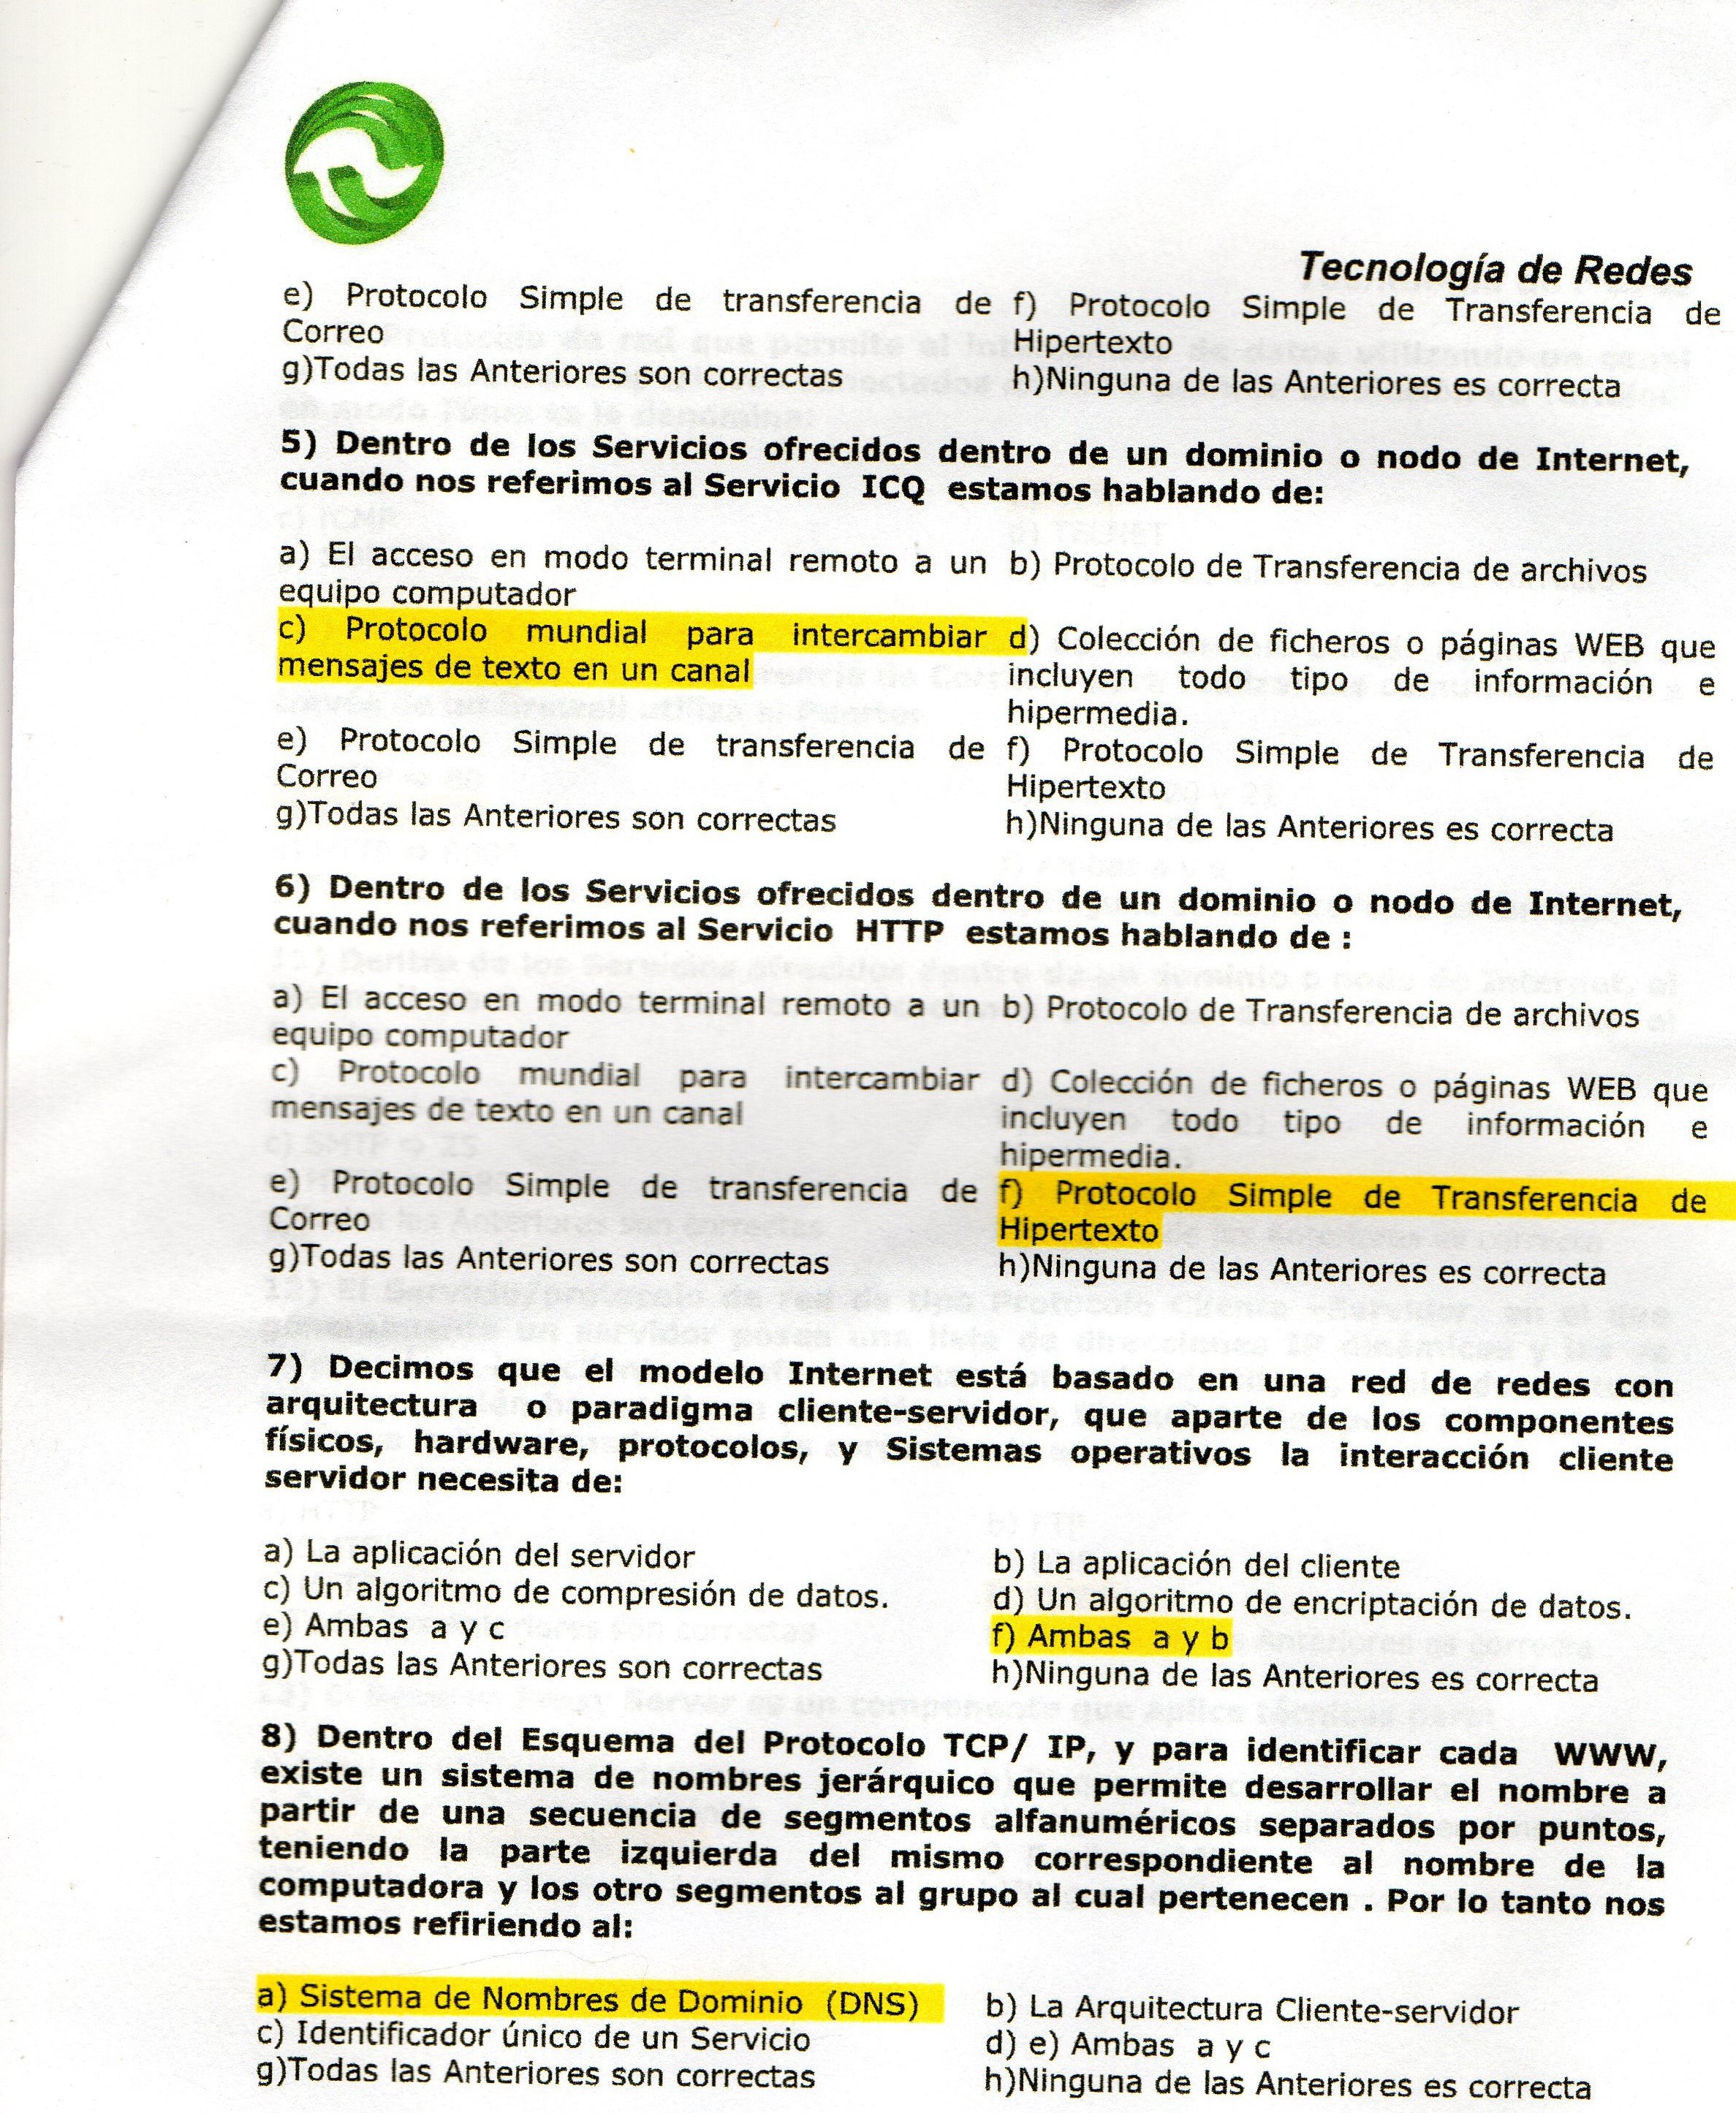 Tecnología de Redes
e) Protocolo Simple de transferencia de Correo
f) Protocolo Simple de Transferencia de Hipertexto
g)Todas las Anteriores son correctas
h)Ninguna de las Anteriores es correcta
5) Dentro de los Servicios ofrecidos dentro de un dominio o nodo de Internet,
cuando nos referimos al Servicio ICQ estamos hablando de:
a) El acceso en modo terminal remoto a un
equipo computador
b) Protocolo de Transferencia de archivos
c) Protocolo mundial para intercambiar
mensajes de texto en un canal
d) Colección de ficheros o páginas WEB que
incluyen todo tipo de información e
hipermedia.
e) Protocolo Simple de transferencia de
Correo
f) Protocolo Simple de Transferencia de
Hipertexto
g)Todas las Anteriores son correctas
h)Ninguna de las Anteriores es correcta
6) Dentro de los Servicios ofrecidos dentro de un dominio o nodo de Internet,
cuando nos referimos al Servicio HTTP estamos hablando de :
a) El acceso en modo terminal remoto a un
equipo computador
b) Protocolo de Transferencia de archivos
c) Protocolo mundial para intercambiar
mensajes de texto en un canal
d) Colección de ficheros o páginas WEB que
incluyen todo tipo de información e
hipermedia.
e) Protocolo Simple de transferencia de
Correo
f) Protocolo Simple de Transferencia de
Hipertexto
g)Todas las Anteriores son correctas
h)Ninguna de las Anteriores es correcta
7) Decimos que el modelo Internet está basado en una red de redes con
arquitectura o paradigma cliente-servidor, que aparte de los componentes
físicos, hardware, protocolos, y Sistemas operativos la interacción cliente
servidor necesita de:
a) La aplicación del servidor
b) La aplicación del cliente
c) Un algoritmo de compresión de datos.
d) Un algoritmo de encriptación de datos.
e) Ambas a y c
f) Ambas a y b
g)Todas las Anteriores son correctas
h)Ninguna de las Anteriores es correcta
8) Dentro del Esquema del Protocolo TCP/ IP, y para identificar cada WWW,
existe un sistema de nombres jerárquico que permite desarrollar el nombre a
partir de una secuencia de segmentos alfanuméricos separados por puntos,
teniendo la parte izquierda del mismo correspondiente al nombre de la
computadora y los otro segmentos al grupo al cual pertenecen . Por lo tanto nos
estamos refiriendo al:
a) Sistema de Nombres de Dominio (DNS)
b) La Arquitectura Cliente-servidor
c) Identificador único de un Servicio
d) e) Ambas a y c
g)Todas las Anteriores son correctas
h)Ninguna de las Anteriores es correcta